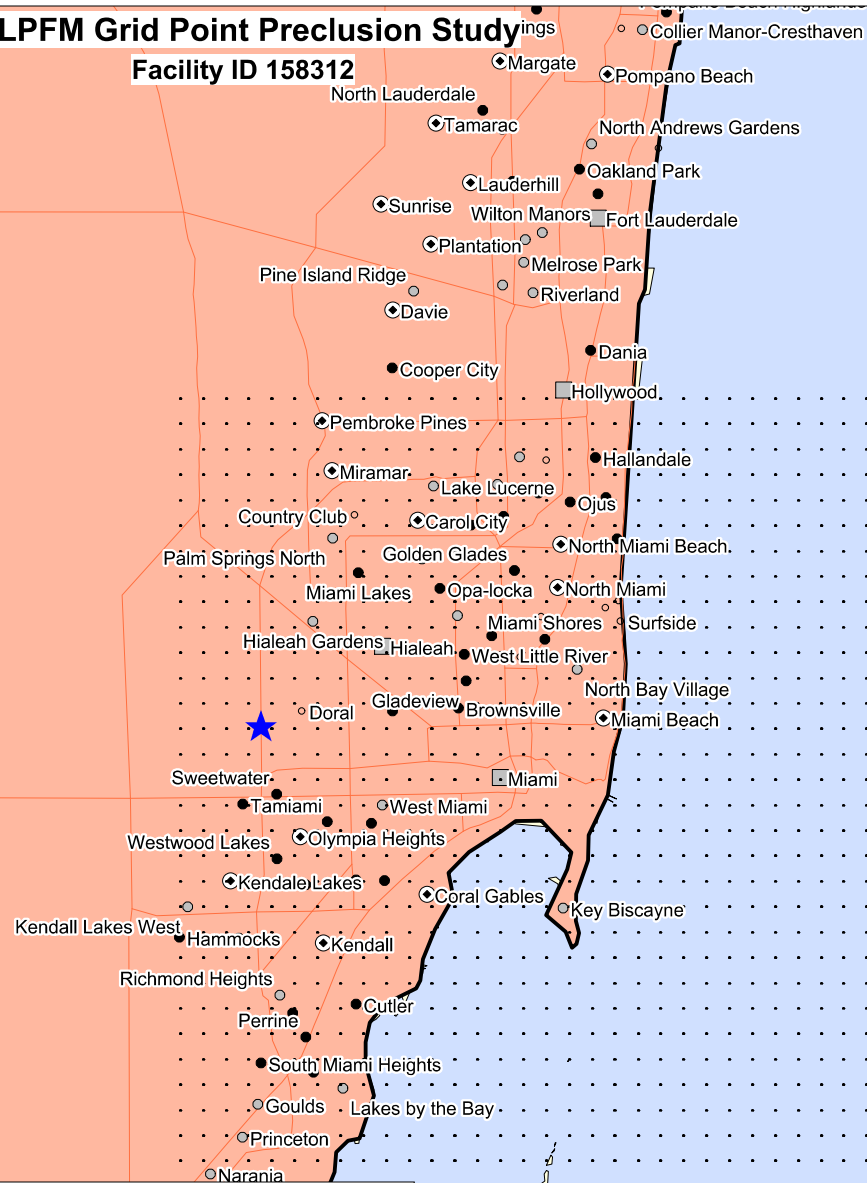 Pompano Beach Highlands
LPFM Grid Point Preclusion Study
Collier Manor-Cresthaven
Margate
Facility ID 158312
Pompano Beach
North Lauderdale
Tamarac
North Andrews Gardens
Oakland Park
Lauderhill
Sunrise
Wilton Manors
Fort Lauderdale
Plantation
Melrose Park
Pine Island Ridge
Riverland
Davie
Dania
Cooper City
Hollywood
Pembroke Pines
Hallandale
Miramar
Lake Lucerne
Ojus
Country Club
Carol City
North Miami Beach
Palm Springs North
Golden Glades
Miami Lakes
Opa-locka
North Miami
Miami Shores
Surfside
Hialeah Gardens
Hialeah
West Little River
North Bay Village
Gladeview
Brownsville
Doral
Miami Beach
Sweetwater
Miami
Tamiami
West Miami
Westwood Lakes
Olympia Heights
Kendale Lakes
Coral Gables
Key Biscayne
Kendall Lakes West
Hammocks
Kendall
Richmond Heights
Cutler
Perrine
South Miami Heights
Goulds
Lakes by the Bay
Princeton
Narania